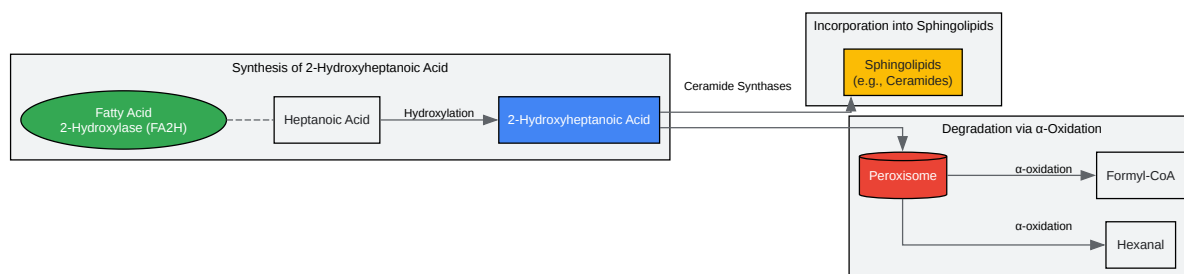 Incorporation into Sphingolipids
Sphingolipids
(e.g., Ceramides)
Synthesis of 2-Hydroxyheptanoic Acid
Ceramide Synthases
Fatty Acid
2-Hydroxylase (FA2H)
Heptanoic Acid
Hydroxylation
2-Hydroxyheptanoic Acid
Degradation via α-Oxidation
Peroxisome
α-oxidation
Formyl-CoA
α-oxidation
Hexanal